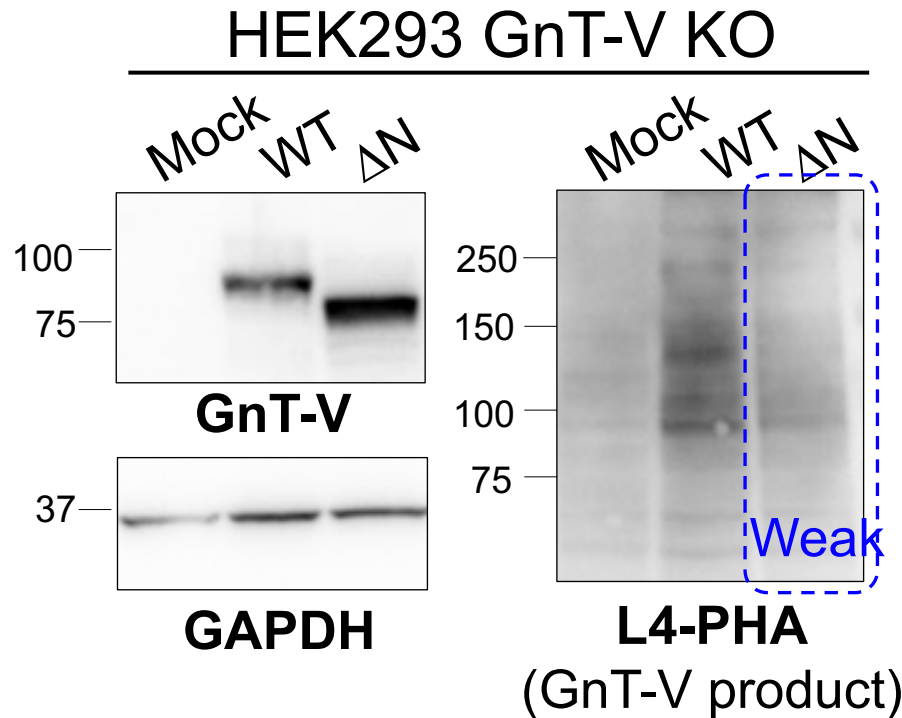 HEK293 GnT-V KO
Mock WT ΔN
100
75
GnT-V
37
GAPDH
Mock WT ΔN
250
150
100
75
Weak
L4-PHA
(GnT-V product)